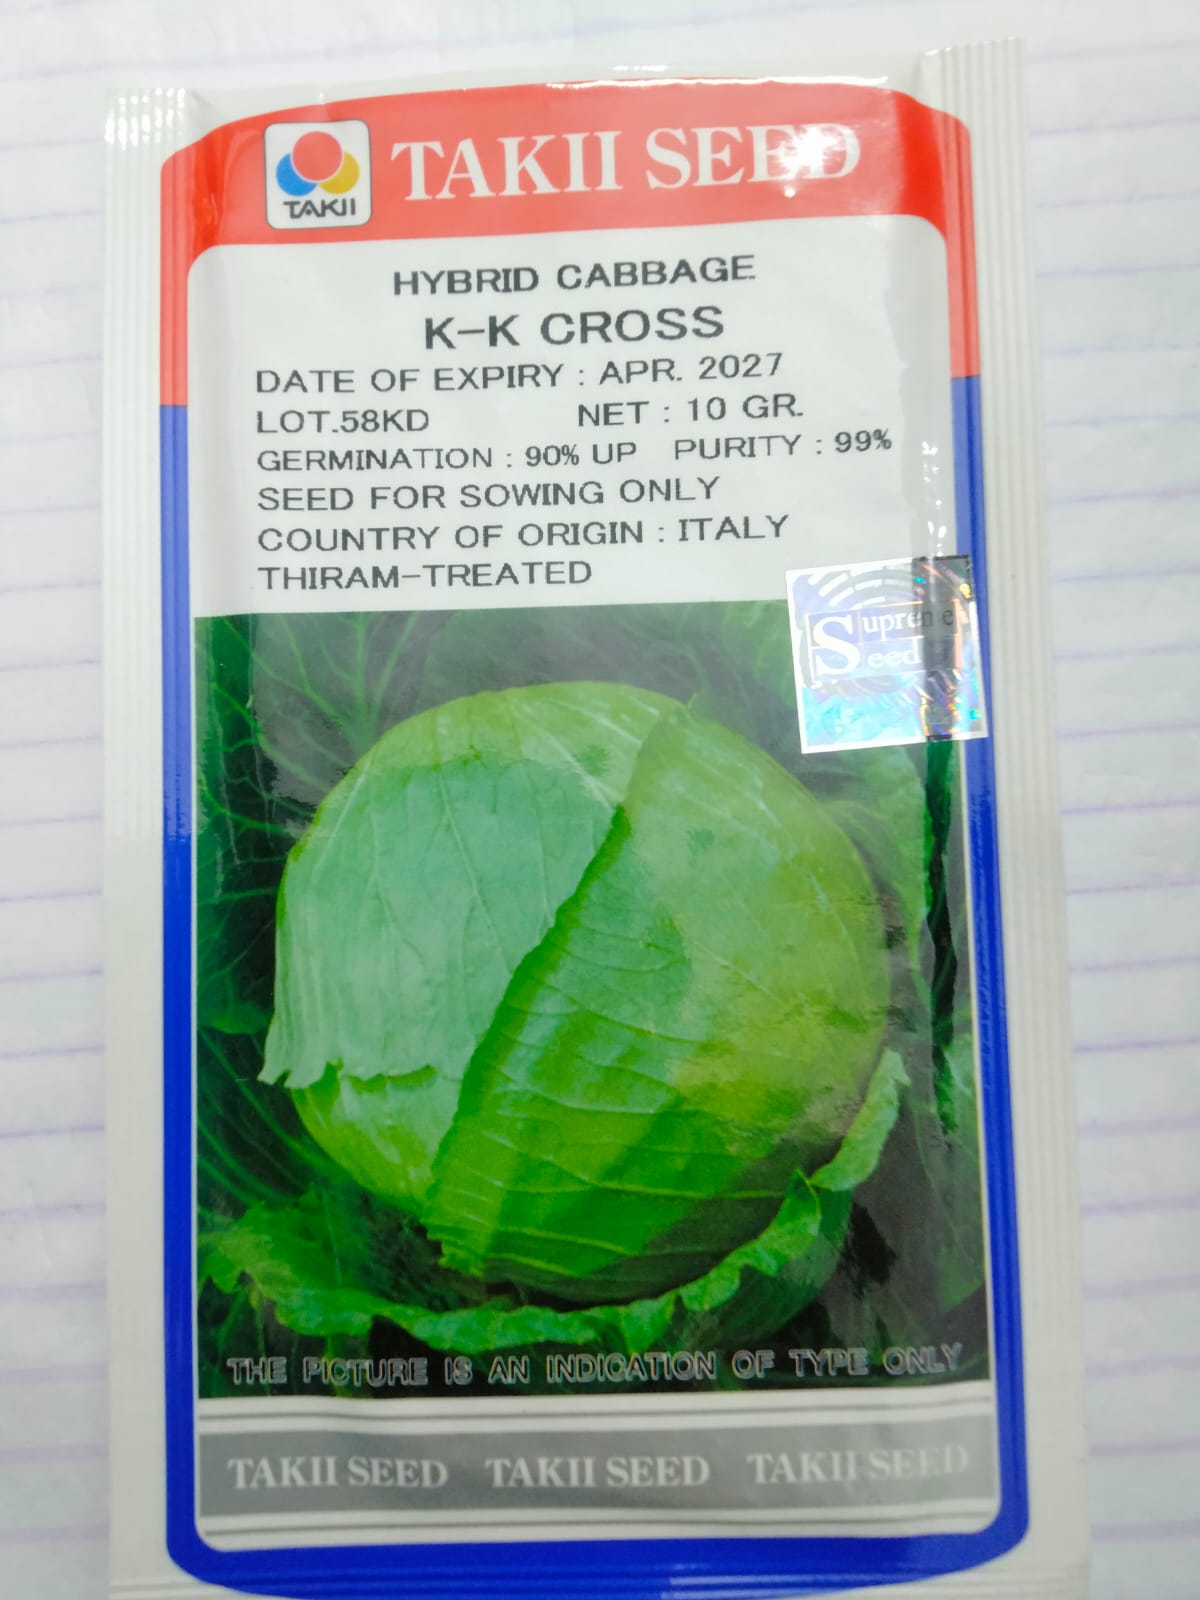 TAKII
TAKII SEED
HYBRID CABBAGE
K-K CROSS
DATE OF EXPIRY : APR. 2027
LOT.58KD NET : 10 GR.
GERMINATION : 90% UP PURITY : 99%
SEED FOR SOWING ONLY
COUNTRY OF ORIGIN : ITALY
THIRAM-TREATED
Supreme
Seed
THE PICTURE IS AN INDICATION OF TYPE ONLY
TAKII SEED TAKII SEED TAKII SEED